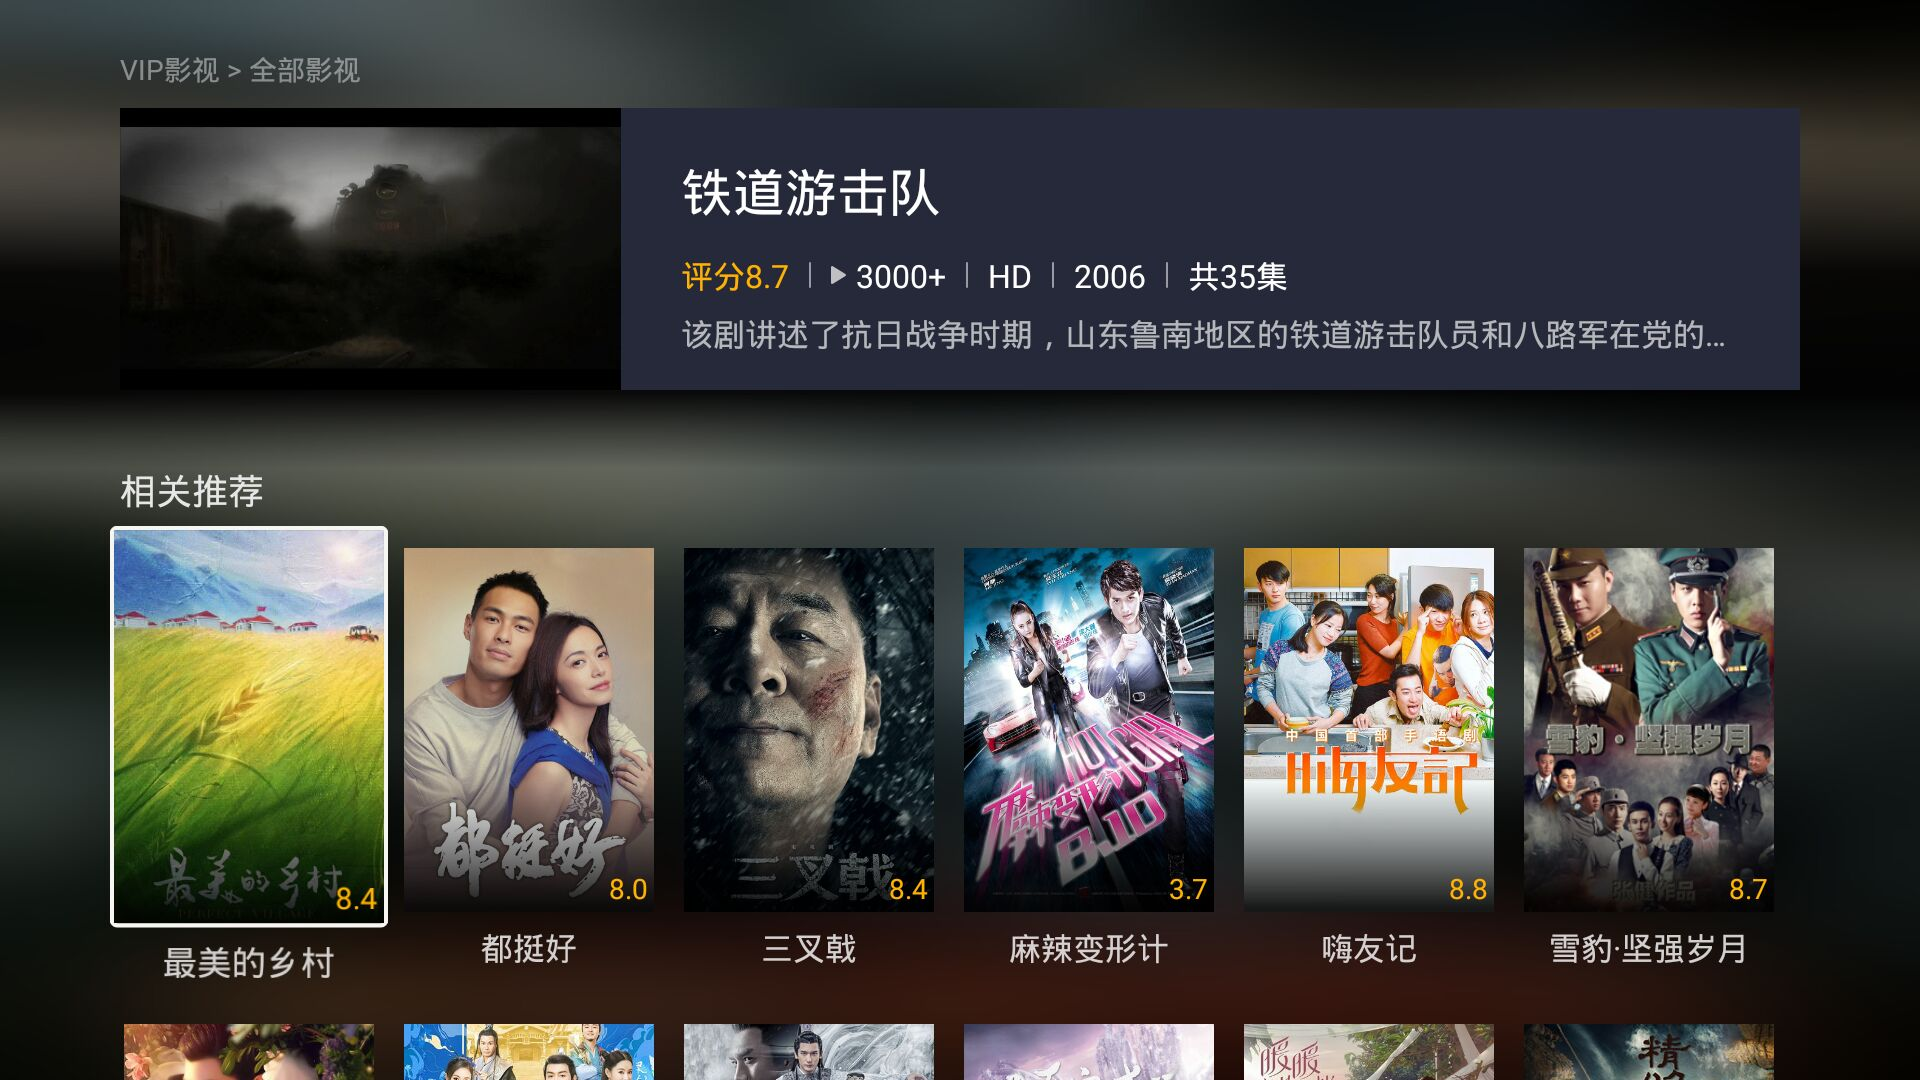 VIP影视 > 全部影视
铁道游击队
评分8.7 | ▶ 3000+ | HD | 2006 | 共35集
该剧讲述了抗日战争时期，山东鲁南地区的铁道游击队员和八路军在党的...
相关推荐
最美的乡村
PERFECT VILLAGE
8.4
都挺好
8.0
三叉戟
8.4
HOT GIRL
麻辣变形计
8.10
3.7
中国首部手语剧
嗨友記
8.8
雪豹·坚强岁月
张健作品
8.7
最美的乡村
都挺好
三叉戟
麻辣变形计
嗨友记
雪豹·坚强岁月
暖暖
精